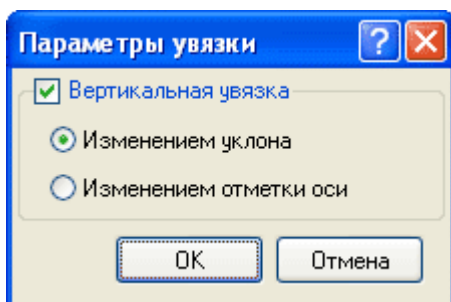 Параметры увязки
Вертикальная увязка
Изменением уклона
Изменением отметки оси
OK Отмена